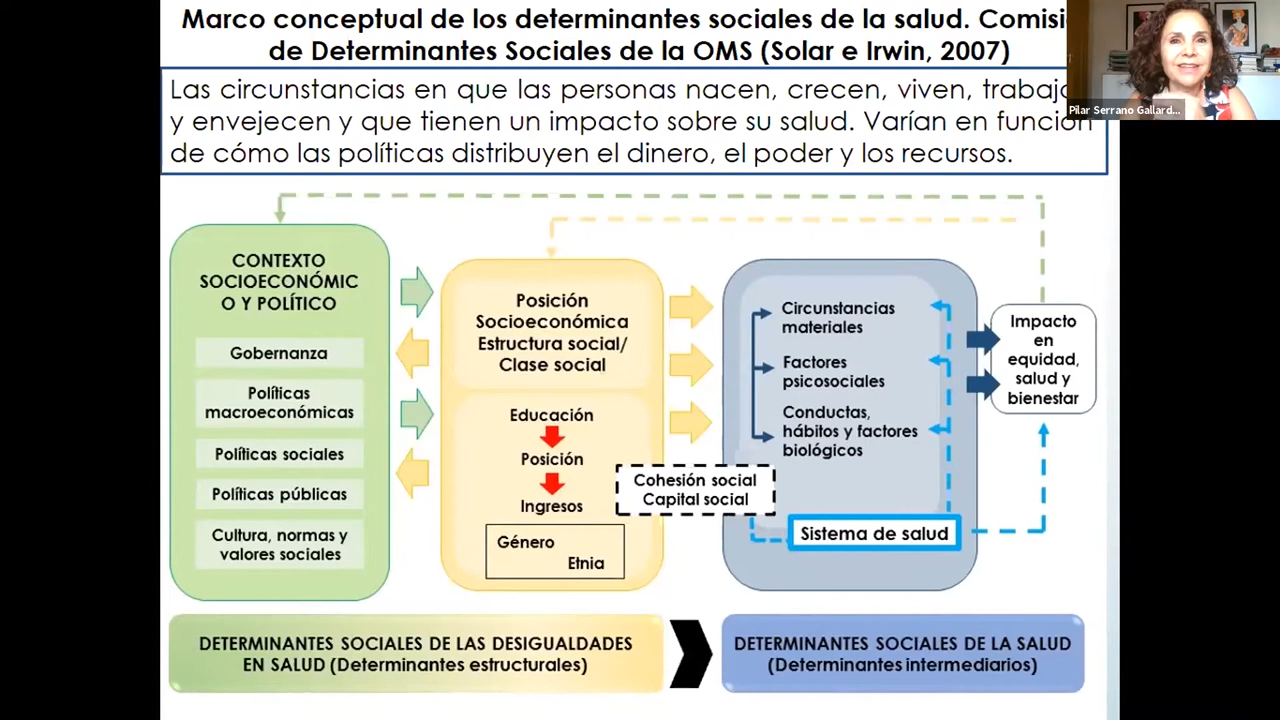 Marco conceptual de los determinantes sociales de la salud. Comisi
de Determinantes Sociales de la OMS (Solar e Irwin, 2007)
Pilar Serrano Gallard...
Las circunstancias en que las personas nacen, crecen, viven, trabaj
y envejecen y que tienen un impacto sobre su salud. Varían en función
de cómo las políticas distribuyen el dinero, el poder y los recursos.
CONTEXTO
SOCIOECONÓMIC
O Y POLÍTICO
Gobernanza
Políticas
macroeconómicas
Políticas sociales
Políticas públicas
Cultura, normas y
valores sociales
Posición
Socioeconómica
Estructura social/
Clase social
Educación
Posición
Ingresos
Género
Etnia
Cohesión social
Capital social
Circunstancias
materiales
Factores
psicosociales
Conductas,
hábitos y factores
biológicos
Sistema de salud
Impacto
en
equidad,
salud y
bienestar
DETERMINANTES SOCIALES DE LAS DESIGUALDADES
EN SALUD (Determinantes estructurales)
DETERMINANTES SOCIALES DE LA SALUD
(Determinantes intermediarios)